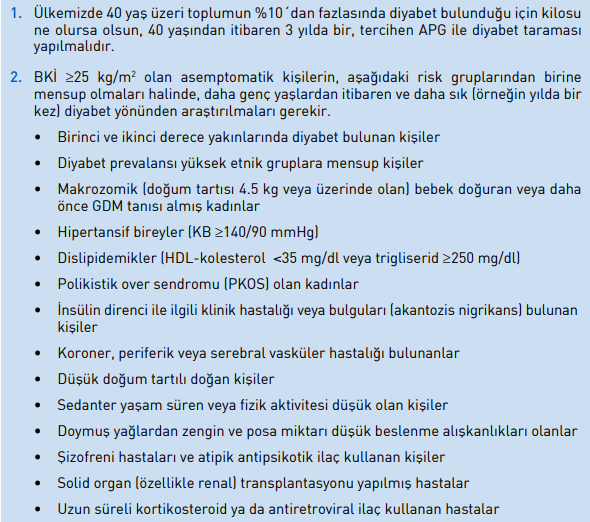 1. Ülkemizde 40 yaş üzeri toplumun %10´dan fazlasında diyabet bulunduğu için kilosu
ne olursa olsun, 40 yaşından itibaren 3 yılda bir, tercihen APG ile diyabet taraması
yapılmalıdır.
2. BKİ ≥25 kg/m² olan asemptomatik kişilerin, aşağıdaki risk gruplarından birine
mensup olmaları halinde, daha genç yaşlardan itibaren ve daha sık (örneğin yılda bir
kez) diyabet yönünden araştırılmaları gerekir.
• Birinci ve ikinci derece yakınlarında diyabet bulunan kişiler
• Diyabet prevalansı yüksek etnik gruplara mensup kişiler
• Makrozomik (doğum tartısı 4.5 kg veya üzerinde olan) bebek doğuran veya daha
önce GDM tanısı almış kadınlar
• Hipertansif bireyler (KB ≥140/90 mmHg)
• Dislipidemikler (HDL-kolesterol <35 mg/dl veya trigliserid ≥250 mg/dl)
• Polikistik over sendromu (PKOS) olan kadınlar
• İnsülin direnci ile ilgili klinik hastalığı veya bulguları (akantozis nigrikans) bulunan
kişiler
• Koroner, periferik veya serebral vasküler hastalığı bulunanlar
• Düşük doğum tartılı doğan kişiler
• Sedanter yaşam süren veya fizik aktivitesi düşük olan kişiler
• Doymuş yağlardan zengin ve posa miktarı düşük beslenme alışkanlıkları olanlar
• Şizofreni hastaları ve atipik antipsikotik ilaç kullanan kişiler
• Solid organ (özellikle renal) transplantasyonu yapılmış hastalar
• Uzun süreli kortikosteroid ya da antiretroviral ilaç kullanan hastalar